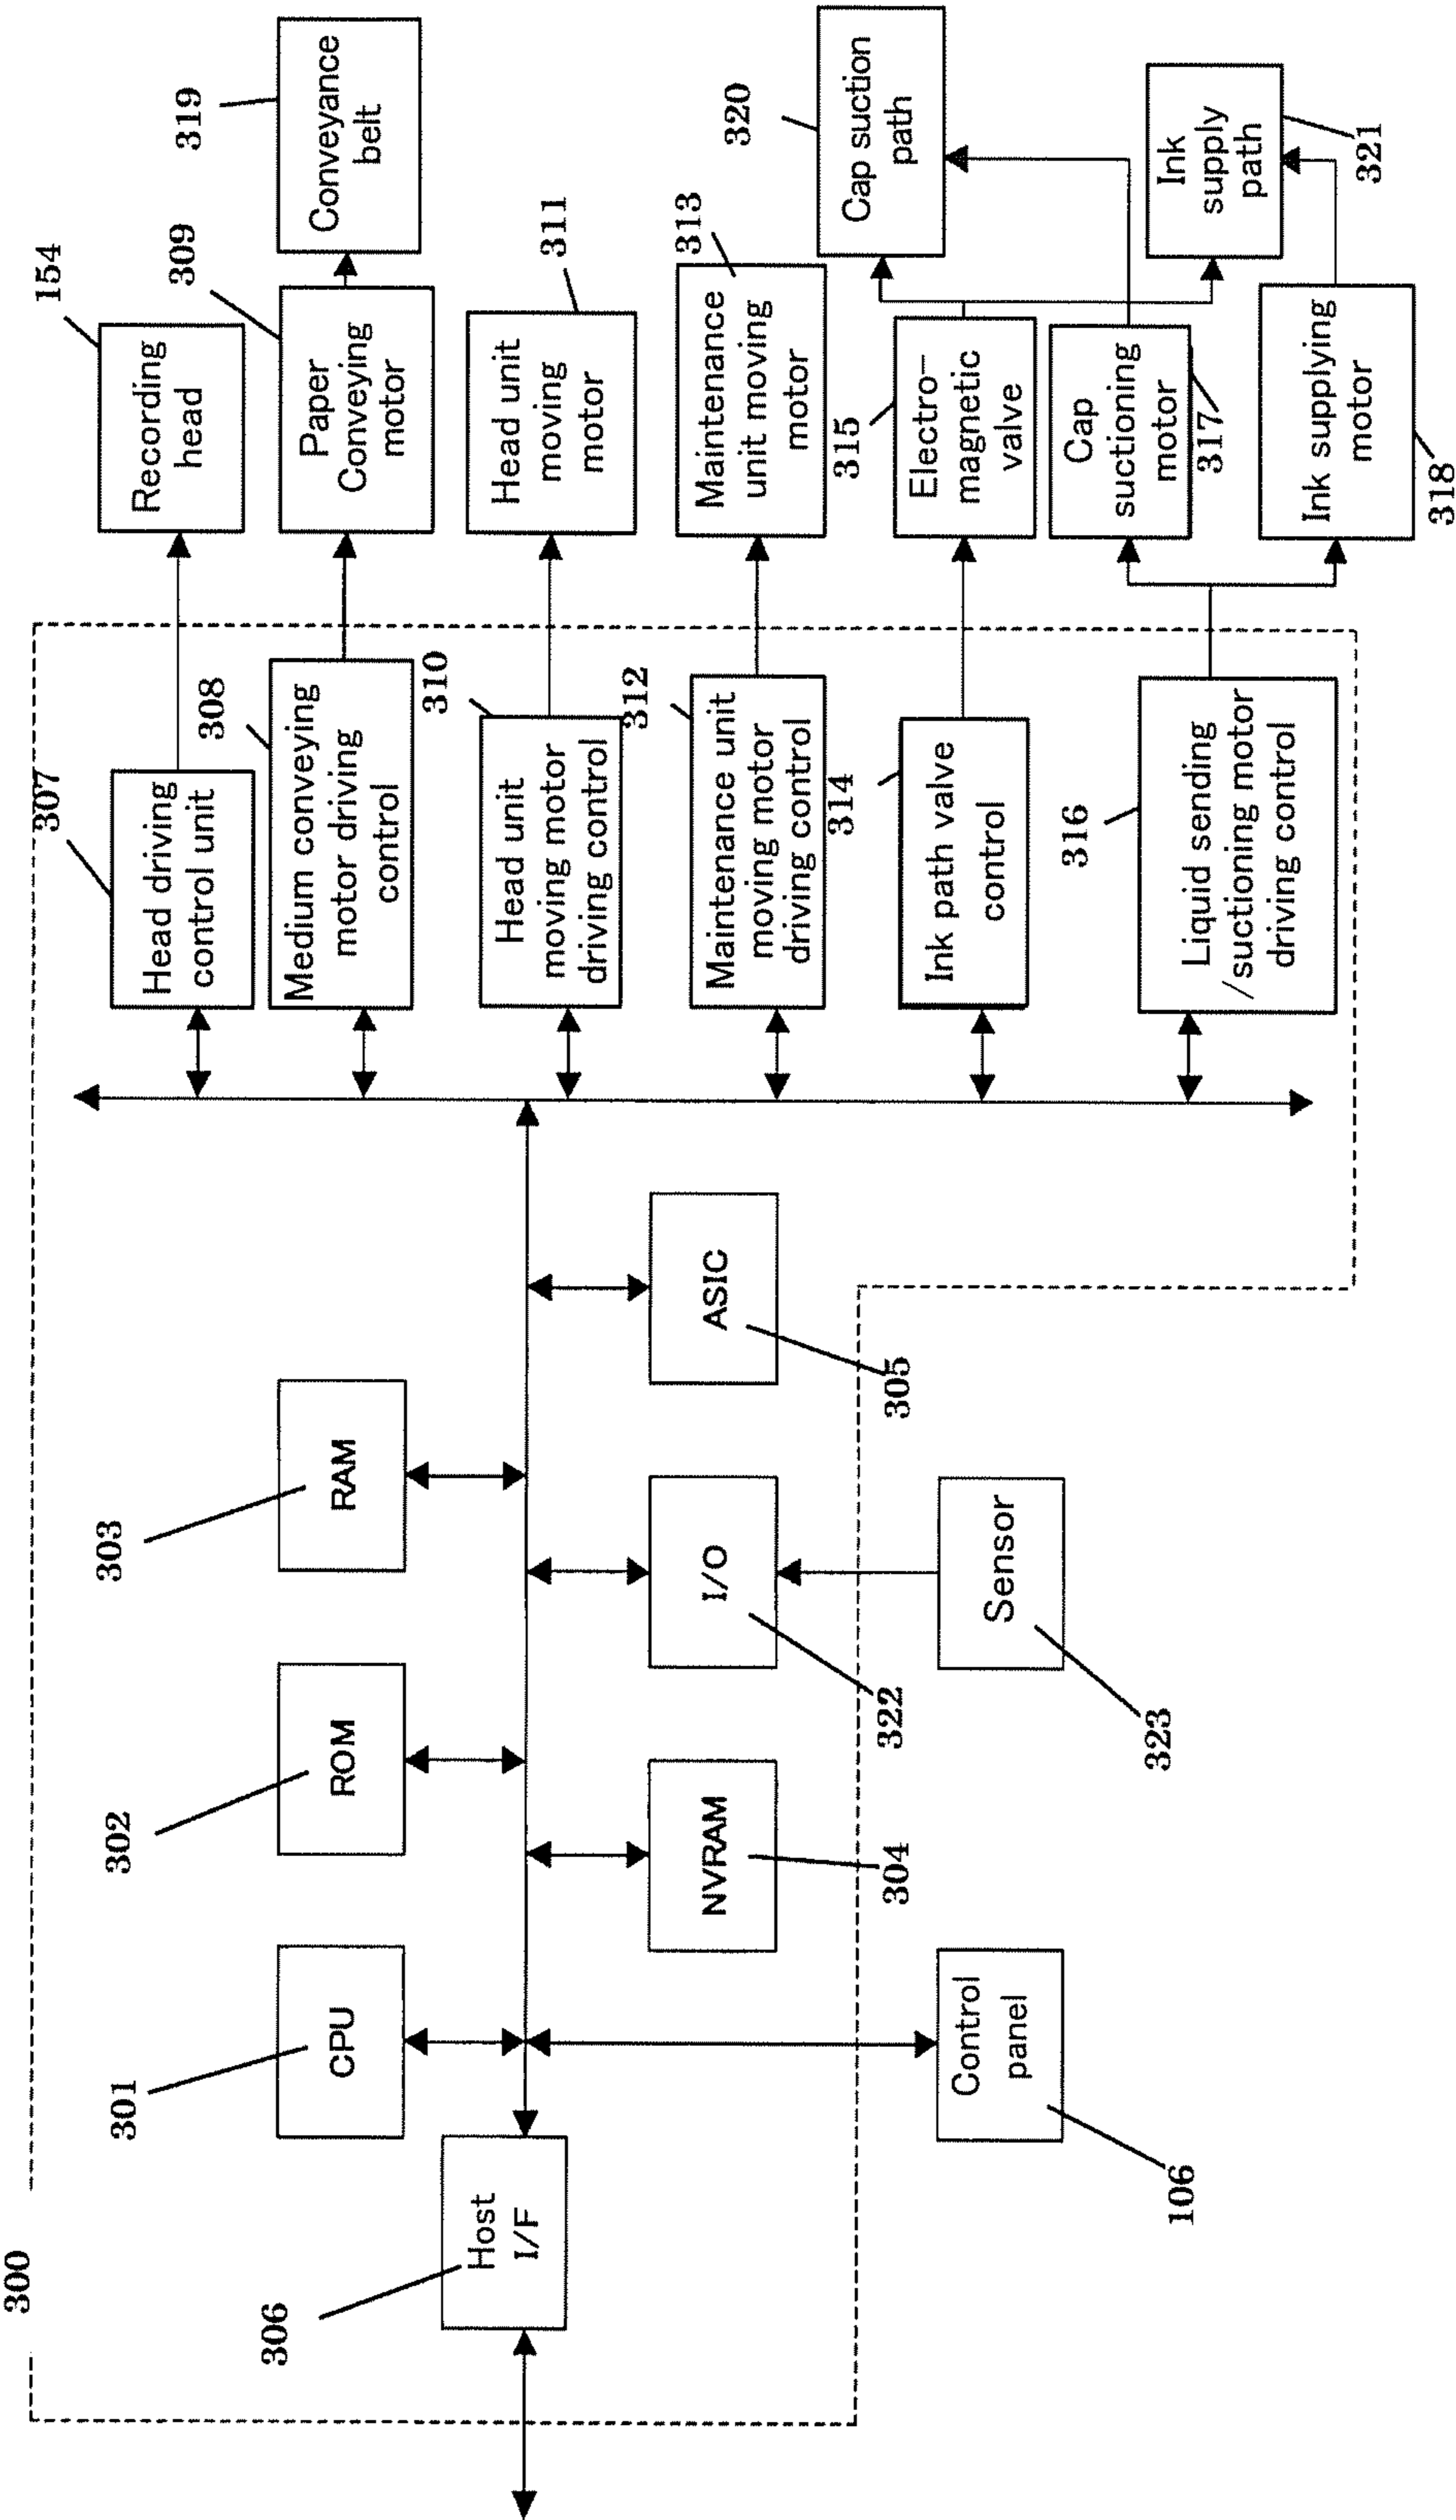 300
306
Host
I/F
301
CPU
302
ROM
303
RAM
NVRAM
304
I/O
322
ASIC
305
Control
panel
106
Sensor
323
307
Head driving
control unit
308
Medium conveying
motor driving
control
310
Head unit
moving motor
driving control
312
Maintenance unit
moving motor
driving control
314
Ink path valve
control
316
Liquid sending
/suctioning motor
driving control
154
Recording
head
309
Paper
Conveying
motor
319
Conveyance
belt
311
Head unit
moving
motor
313
Maintenance
unit moving
motor
315
Electro-
magnetic
valve
Cap
suctioning
motor
317
Ink supplying
motor
318
320
Cap suction
path
Ink
supply
path
321